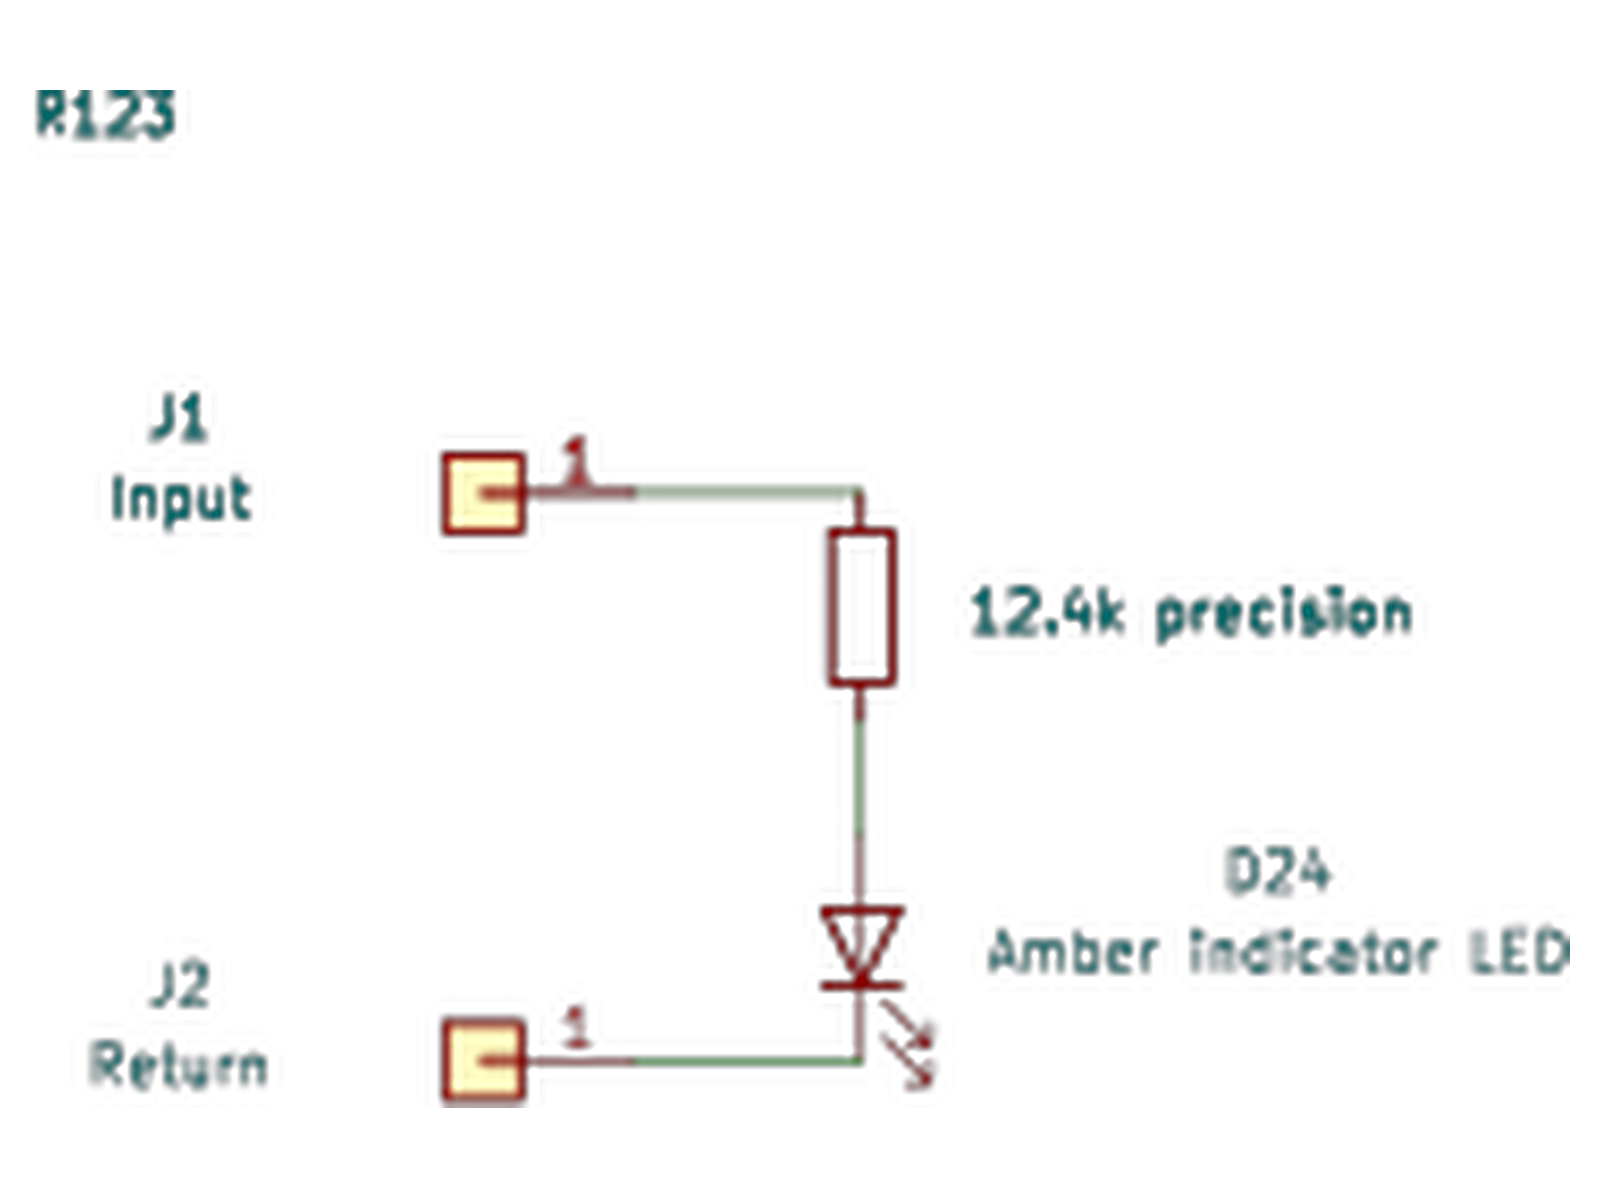 R123
J1
Input
1
12.4k precision
D24
Amber indicator LED
J2
Return
1